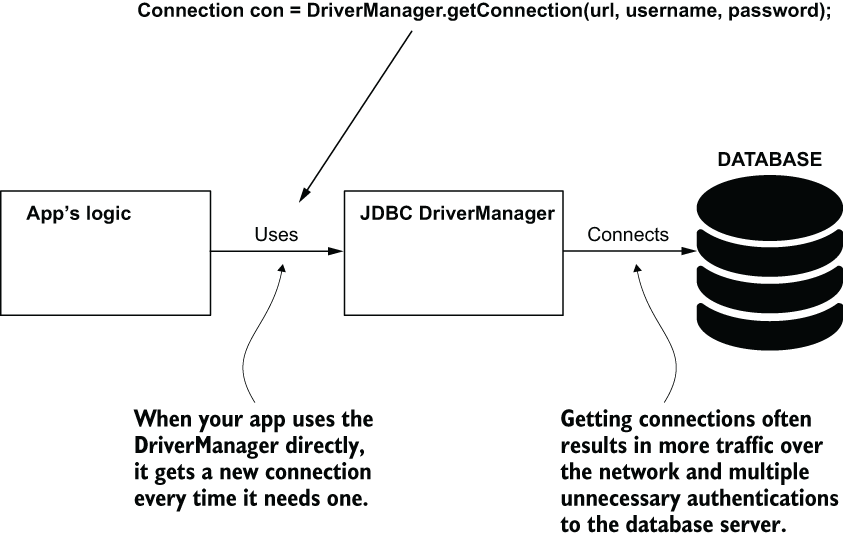 Connection con = DriverManager.getConnection(url, username, password);
DATABASE
App's logic
Uses
JDBC DriverManager
Connects
When your app uses the
DriverManager directly,
it gets a new connection
every time it needs one.
Getting connections often
results in more traffic over
the network and multiple
unnecessary authentications
to the database server.